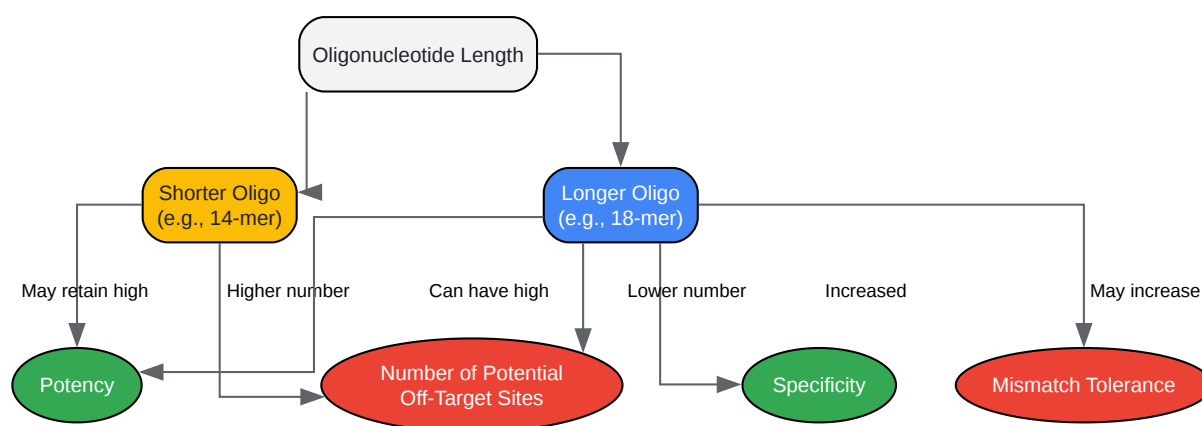 Oligonucleotide Length
Shorter Oligo
(e.g., 14-mer)
Longer Oligo
(e.g., 18-mer)
May retain high
Higher number
Can have high
Lower number
Increased
May increase
Potency
Number of Potential
Off-Target Sites
Specificity
Mismatch Tolerance